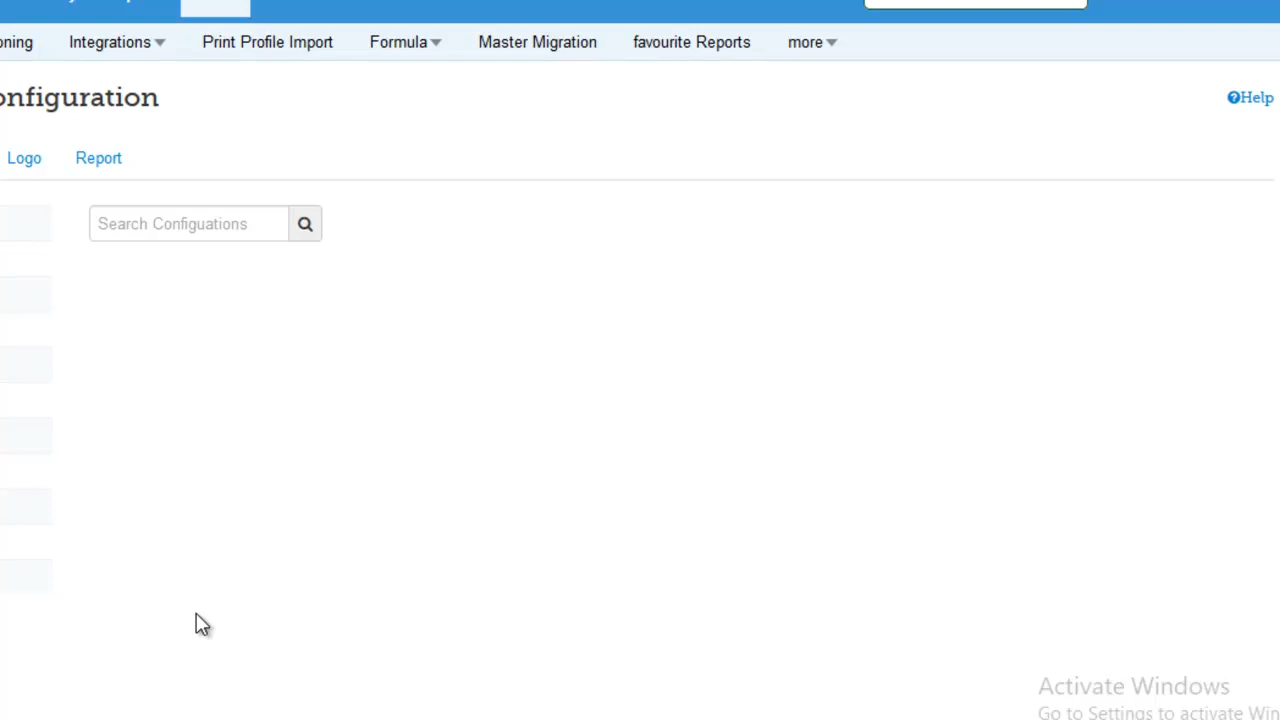 Integrations
Print Profile Import
Formula
Master Migration
favourite Reports
more
onfiguration
Help
Logo
Report
Search Configuations
Activate Windows
Go to Settings to activate Win